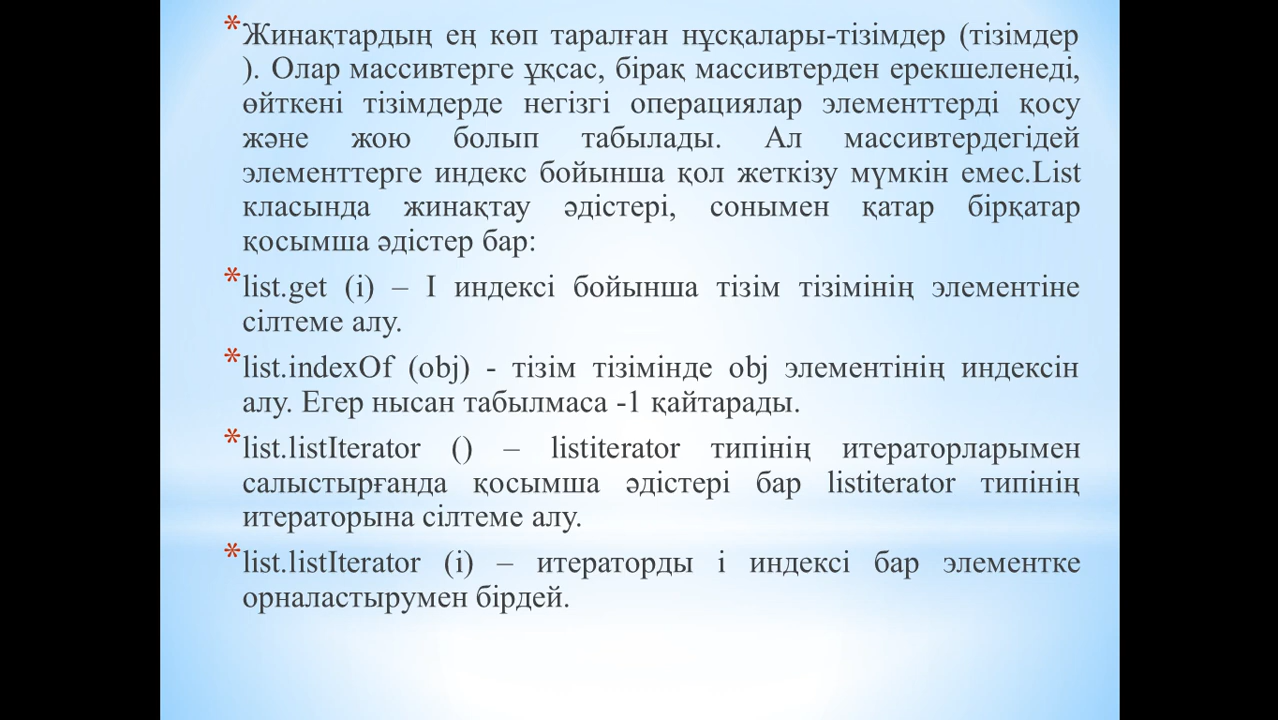 * Жинақтардың ең көп таралған нұсқалары-тізімдер (тізімдер
). Олар массивтерге ұқсас, бірақ массивтерден ерекшеленеді,
өйткені тізімдерде негізгі операциялар элементтерді қосу
және жою болып табылады. Ал массивтердегідей
элементтерге индекс бойынша қол жеткізу мүмкін емес.List
класында жинақтау әдістері, сонымен қатар бірқатар
қосымша әдістер бар:
* list.get (i) – I индексі бойынша тізім тізімінің элементіне
сілтеме алу.
* list.indexOf (obj) - тізім тізімінде obj элементінің индексін
алу. Егер нысан табылмаса -1 қайтарады.
* list.listIterator () – listiterator типінің итераторларымен
салыстырғанда қосымша әдістері бар listiterator типінің
итераторына сілтеме алу.
* list.listIterator (i) – итераторды і индексі бар элементке
орналастырумен бірдей.